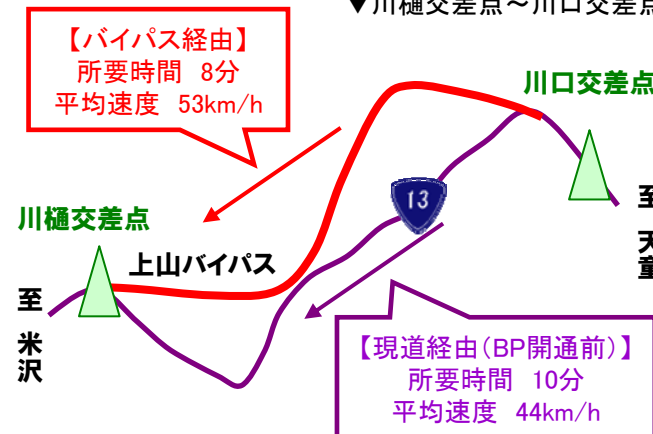 ▼川樋交差点～川口交差点
【バイパス経由】
所要時間 8分
平均速度 53km/h
川口交差点
13
至 天童
川樋交差点
上山バイパス
至 米沢
【現道経由(BP開通前)】
所要時間 10分
平均速度 44km/h